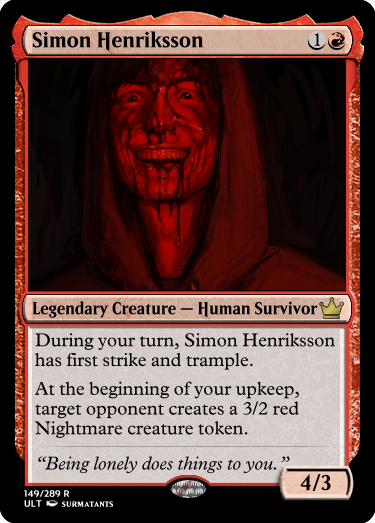 Simon Henriksson 1
Legendary Creature — Human Survivor
During your turn, Simon Henriksson
has first strike and trample.
At the beginning of your upkeep,
target opponent creates a 3/2 red
Nightmare creature token.
“Being lonely does things to you.”
4/3
149/289 R
ULT SURMATANTS